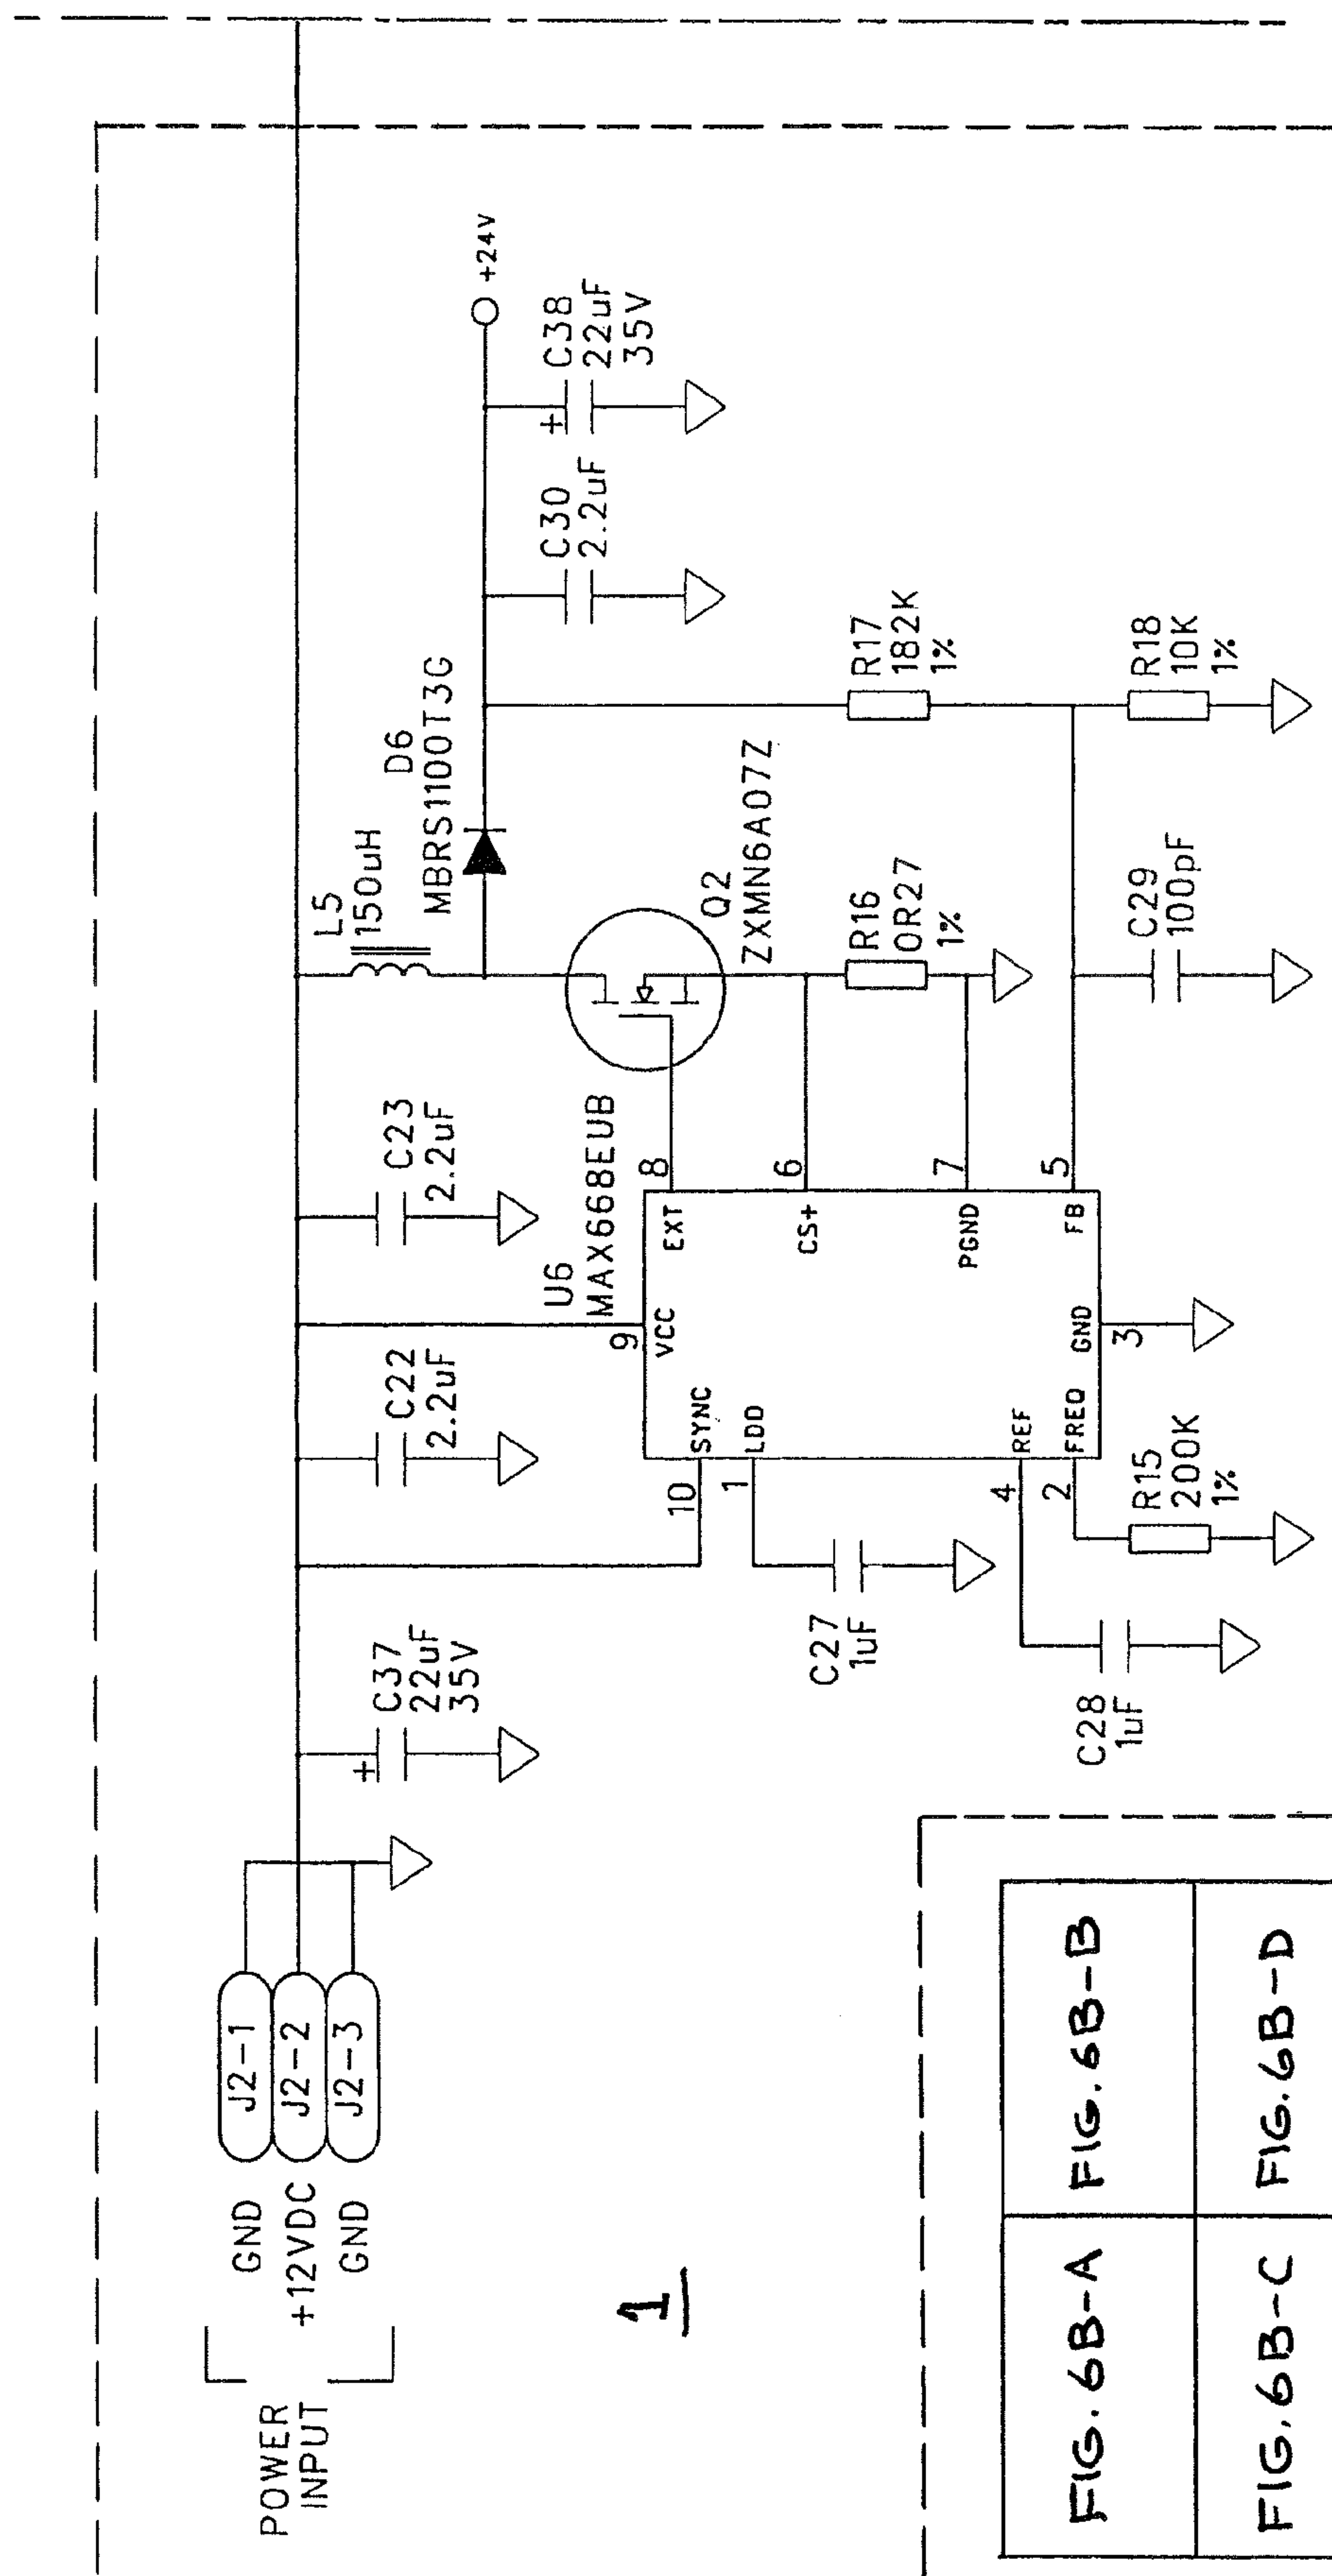 POWER
INPUT
GND
+12VDC
GND
J2-1
J2-2
J2-3
+
C37
22uF
35V
C22
2.2uF
C23
2.2uF
L5
150uH
D6
MBRS1100T3G
+24V
C30
2.2uF
+
C38
22uF
35V
U6
MAX668EUB
Q2
ZXMN6A07Z
9
VCC
10
SYNC
1
LDO
4
REF
2
FREQ
GND
3
EXT
8
CS+
6
PGND
7
FB
5
C27
1uF
C28
1uF
R15
200K
1%
R16
0R27
1%
R17
182K
1%
R18
10K
1%
C29
100pF
1
FIG. 6B-A
FIG. 6B-B
FIG. 6B-C
FIG. 6B-D